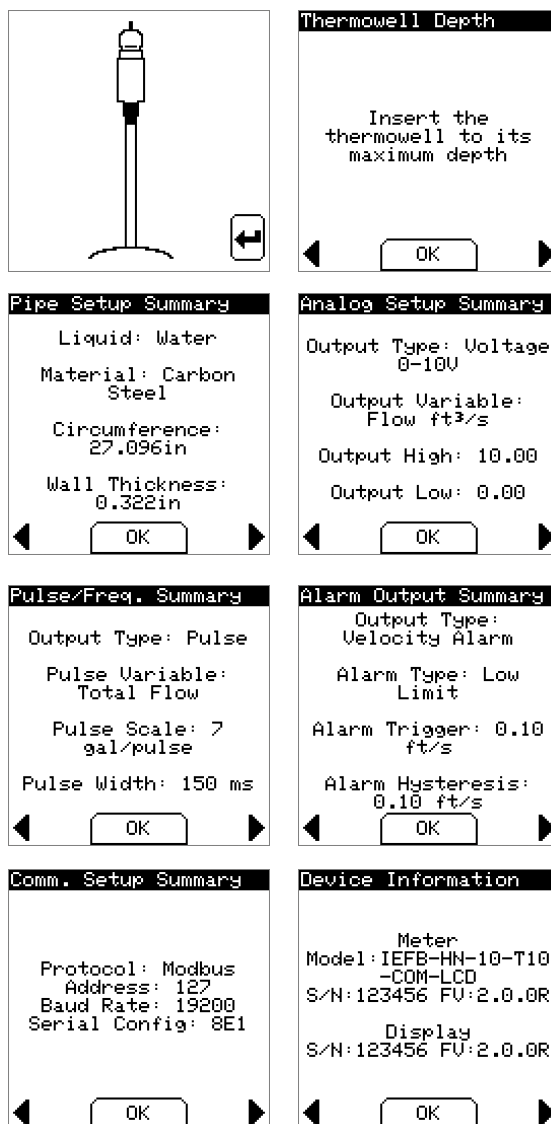 Thermowell Depth
Insert the
thermowell to its
maximum depth
OK
Pipe Setup Summary
Liquid: Water
Material: Carbon
Steel
Circumference:
27.096in
Wall Thickness:
0.322in
OK
Analog Setup Summary
Output Type: Voltage
0-10V
Output Variable:
Flow ft³/s
Output High: 10.00
Output Low: 0.00
OK
Pulse/Freq. Summary
Output Type: Pulse
Pulse Variable:
Total Flow
Pulse Scale: 7
gal/pulse
Pulse Width: 150 ms
OK
Alarm Output Summary
Output Type:
Velocity Alarm
Alarm Type: Low
Limit
Alarm Trigger: 0.10
ft/s
Alarm Hysteresis:
0.10 ft/s
OK
Comm. Setup Summary
Protocol: Modbus
Address: 127
Baud Rate: 19200
Serial Config: 8E1
OK
Device Information
Meter
Model:IEFB-HN-10-T10
-COM-LCD
S/N:123456 FV:2.0.0R
Display
S/N:123456 FV:2.0.0R
OK